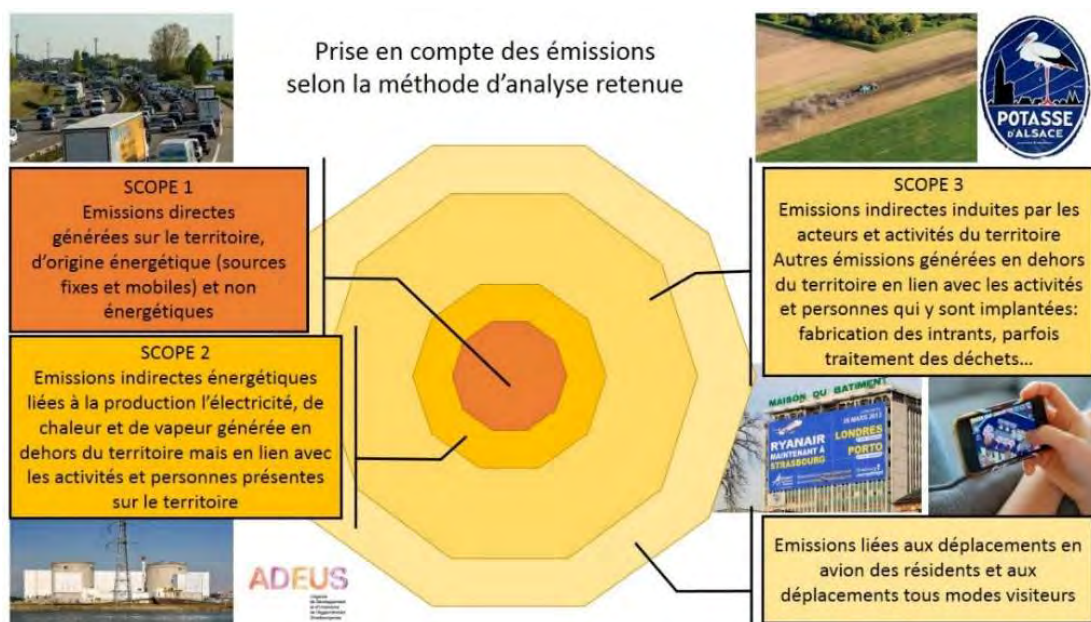 Prise en compte des émissions
selon la méthode d'analyse retenue
POTASSE
D'ALSACE
SCOPE 1
Emissions directes
générées sur le territoire,
d'origine énergétique (sources
fixes et mobiles) et non
énergétiques
SCOPE 2
Emissions indirectes énergétiques
liées à la production l'électricité, de
chaleur et de vapeur générée en
dehors du territoire mais en lien avec
les activités et personnes présentes
sur le territoire
SCOPE 3
Emissions indirectes induites par les
acteurs et activités du territoire
Autres émissions générées en dehors
du territoire en lien avec les activités
et personnes qui y sont implantées:
fabrication des intrants, parfois
traitement des déchets...
MAISON DU BATIMENT
RYANAIR
MAINTENANT À
STRASBOURG
LONDRES
PORTO
Emissions liées aux déplacements en
avion des résidents et aux
déplacements tous modes visiteurs
ADEUS